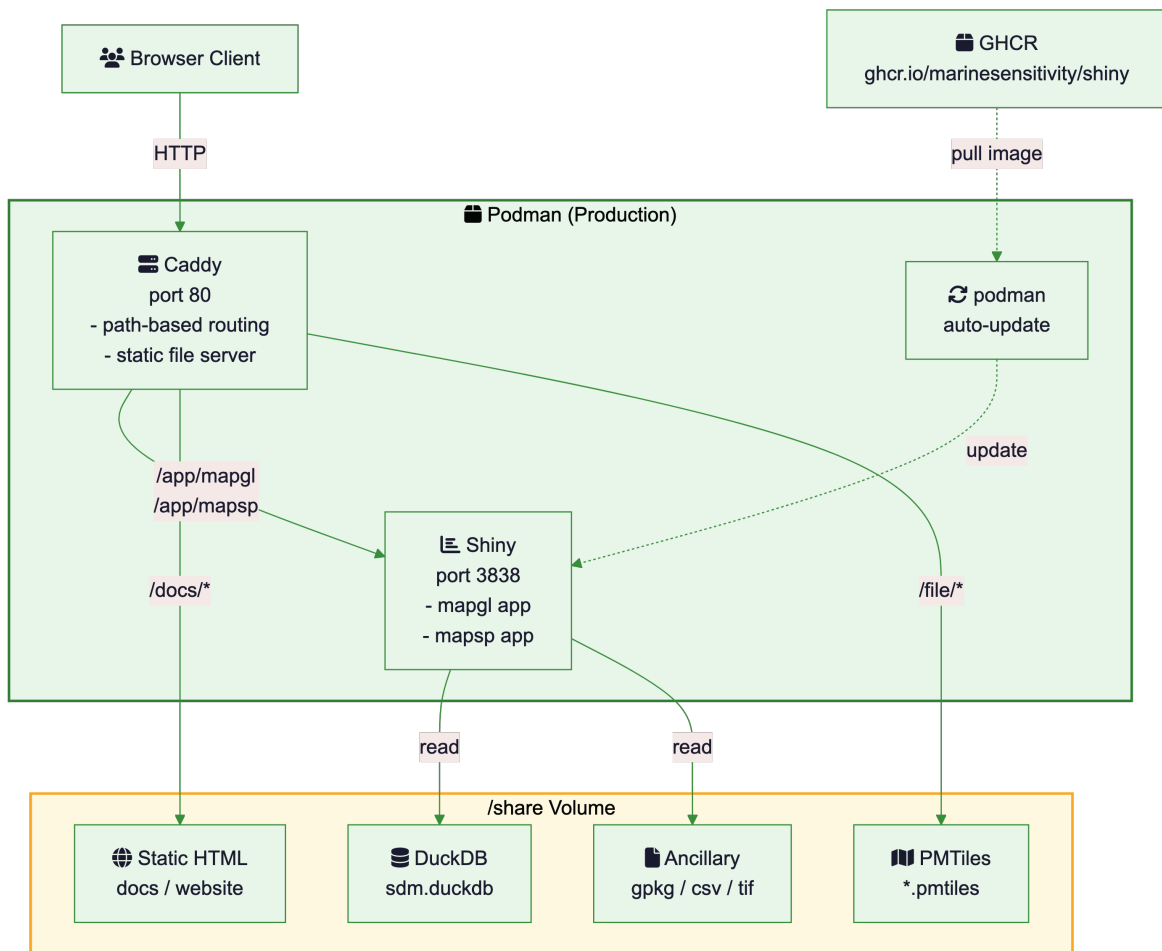 Browser Client
GHCR
ghcr.io/marinesensitivity/shiny
HTTP
pull image
Podman (Production)
Caddy
port 80
- path-based routing
- static file server
podman
auto-update
/app/mapgl
/app/mapsp
update
Shiny
port 3838
- mapgl app
- mapsp app
/docs/*
/file/*
read
read
/share Volume
Static HTML
docs / website
DuckDB
sdm.duckdb
Ancillary
gpkg / csv / tif
PMTiles
*.pmtiles